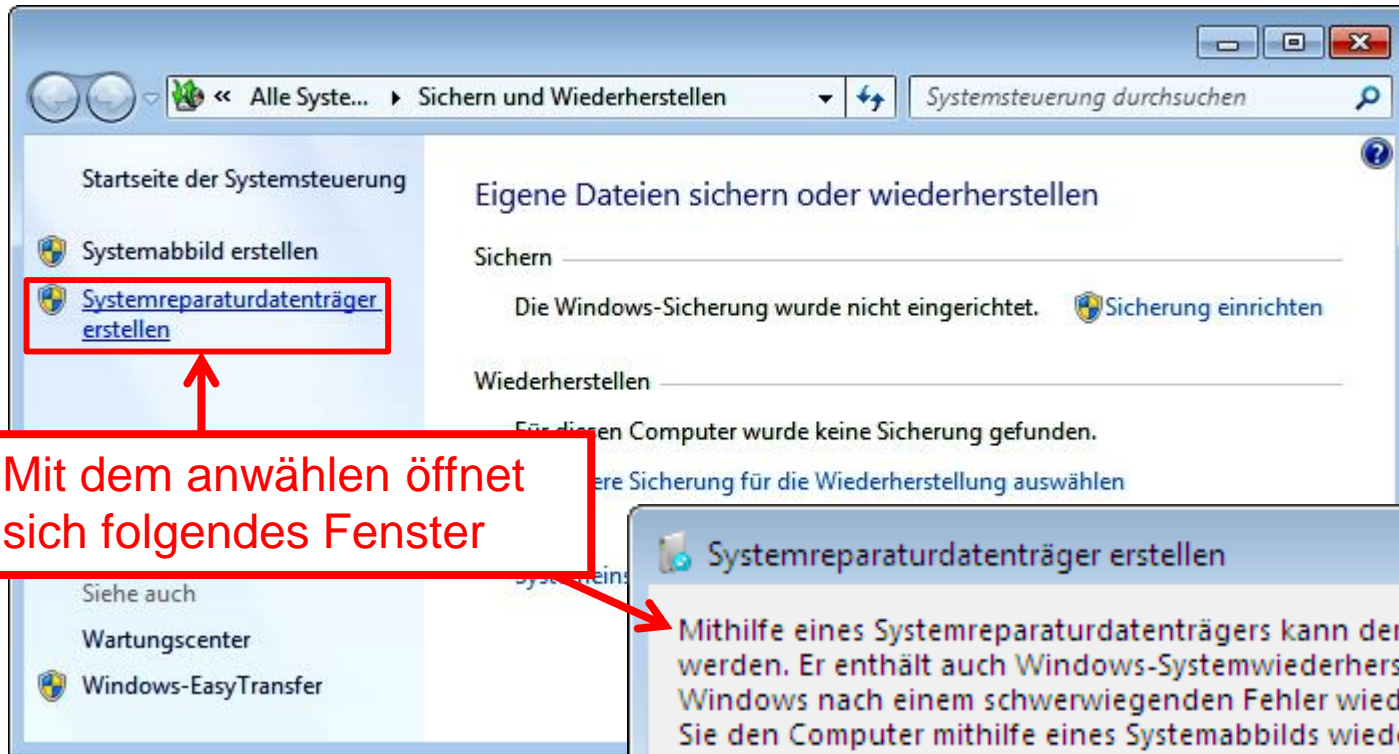 « Alle Syste... ▸ Sichern und Wiederherstellen
Systemsteuerung durchsuchen
Startseite der Systemsteuerung
Systemabbild erstellen
Systemreparaturdatenträger
erstellen
Eigene Dateien sichern oder wiederherstellen
Sichern
Die Windows-Sicherung wurde nicht eingerichtet.
Sicherung einrichten
Wiederherstellen
Für diesen Computer wurde keine Sicherung gefunden.
ere Sicherung für die Wiederherstellung auswählen
Mit dem anwählen öffnet
sich folgendes Fenster
Siehe auch
Wartungscenter
Windows-EasyTransfer
Systemreparaturdatenträger erstellen
Mithilfe eines Systemreparaturdatenträgers kann der
werden. Er enthält auch Windows-Systemwiederhers
Windows nach einem schwerwiegenden Fehler wied
Sie den Computer mithilfe eines Systemabbilds wied